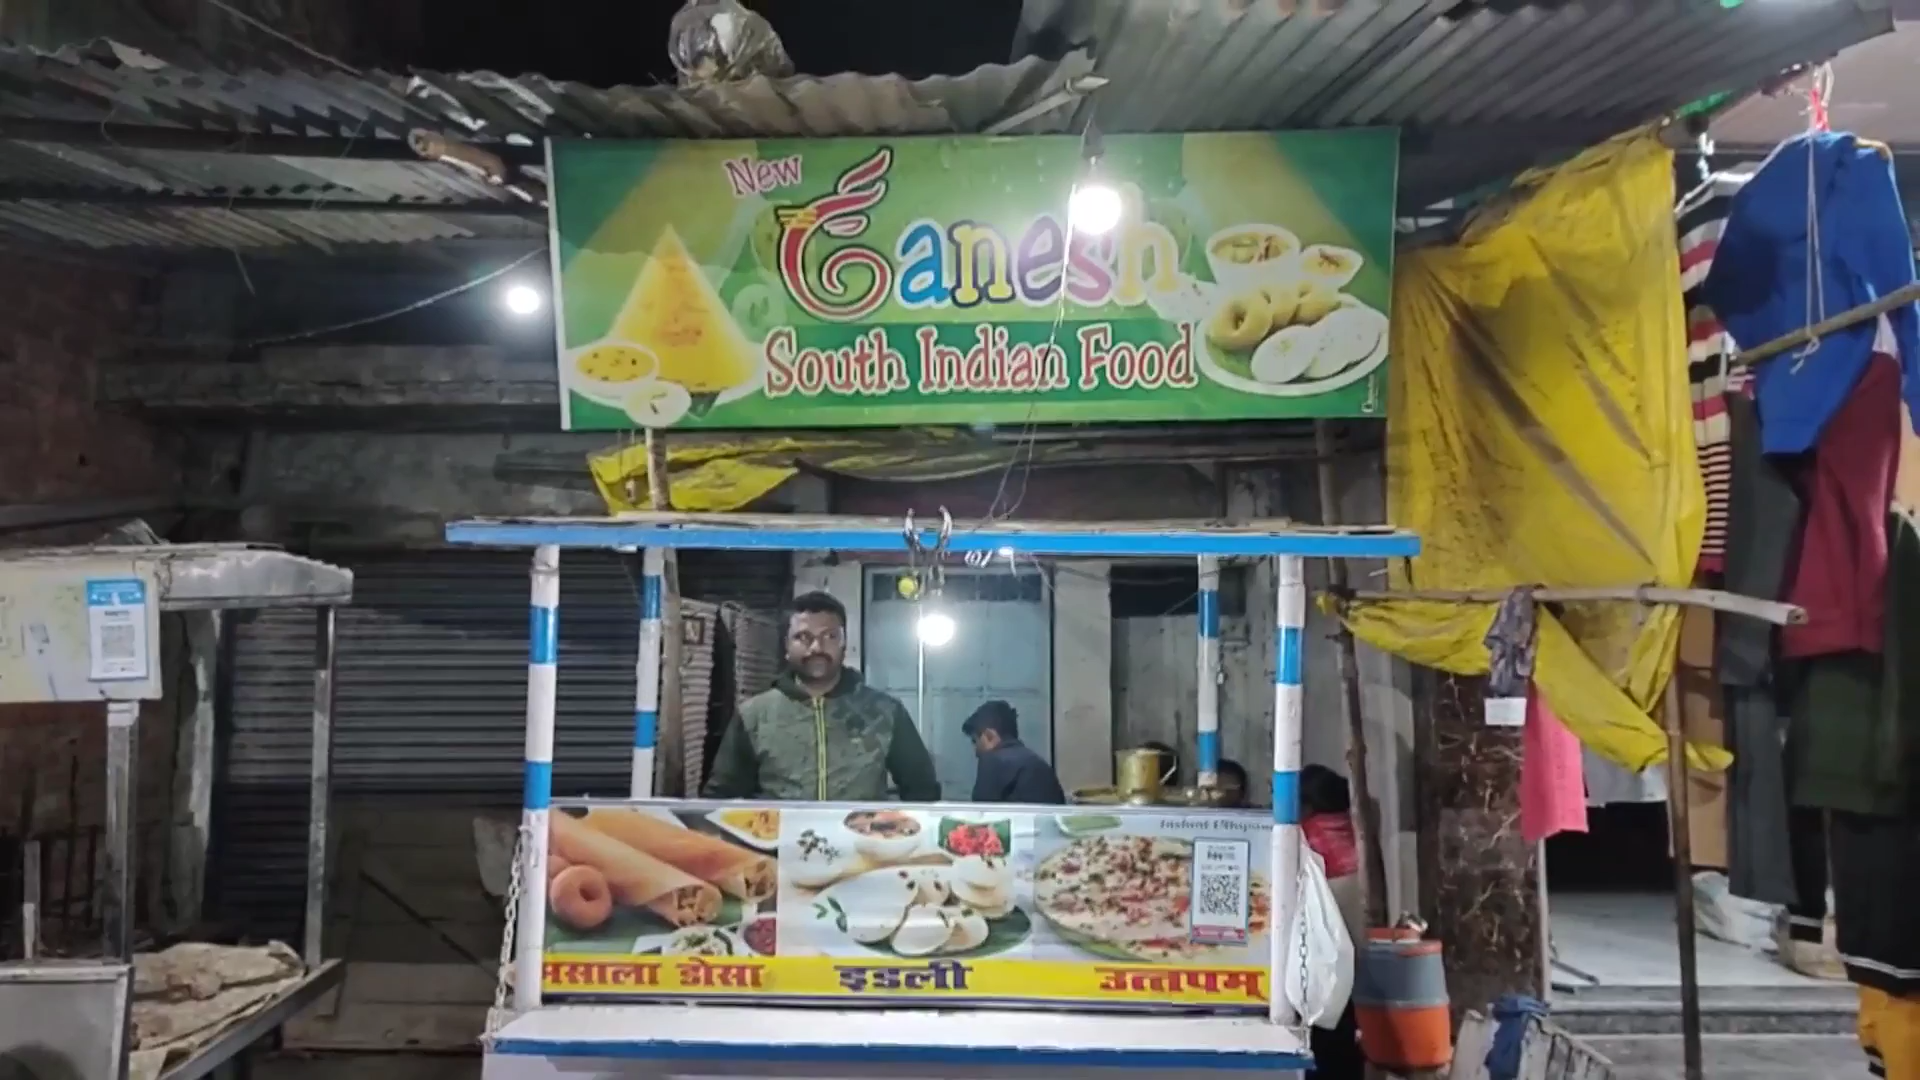 New
Ganesh
South Indian Food
मसाला डोसा
इडली
उत्तपम्